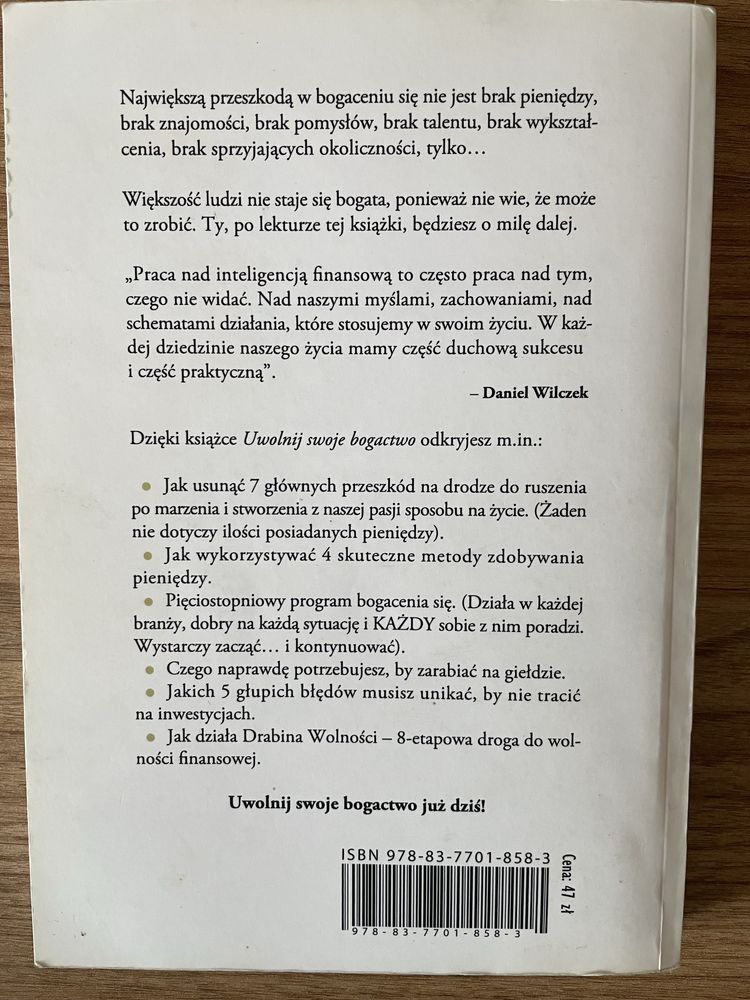 Największą przeszkodą w bogaceniu się nie jest brak pieniędzy,
brak znajomości, brak pomysłów, brak talentu, brak wykształ-
cenia, brak sprzyjających okoliczności, tylko…
Większość ludzi nie staje się bogata, ponieważ nie wie, że może
to zrobić. Ty, po lekturze tej książki, będziesz o milę dalej.
„Praca nad inteligencją finansową to często praca nad tym,
czego nie widać. Nad naszymi myślami, zachowaniami, nad
schematami działania, które stosujemy w swoim życiu. W każ-
dej dziedzinie naszego życia mamy część duchową sukcesu
i część praktyczną”.
– Daniel Wilczek
Dzięki książce Uwolnij swoje bogactwo odkryjesz m.in.:
• Jak usunąć 7 głównych przeszkód na drodze do ruszenia
po marzenia i stworzenia z naszej pasji sposobu na życie. (Żaden
nie dotyczy ilości posiadanych pieniędzy).
• Jak wykorzystywać 4 skuteczne metody zdobywania
pieniędzy.
• Pięciostopniowy program bogacenia się. (Działa w każdej
branży, dobry na każdą sytuację i KAŻDY sobie z nim poradzi.
Wystarczy zacząć… i kontynuować).
• Czego naprawdę potrzebujesz, by zarabiać na giełdzie.
• Jakich 5 głupich błędów musisz unikać, by nie tracić
na inwestycjach.
• Jak działa Drabina Wolności – 8-etapowa droga do wol-
ności finansowej.
Uwolnij swoje bogactwo już dziś!
ISBN 978-83-7701-858-3
978-83-7701-858-3
Cena: 47 zł